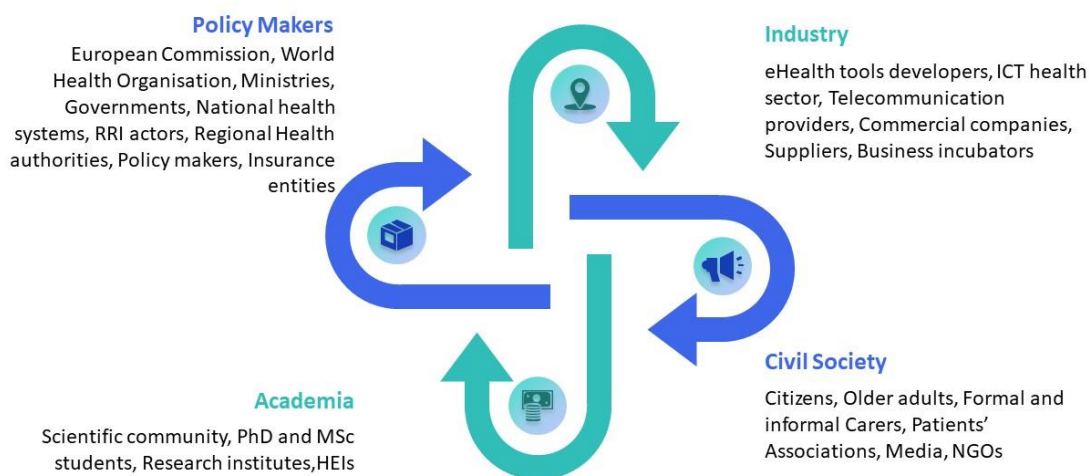 Policy Makers
European Commission, World
Health Organisation, Ministries,
Governments, National health
systems, RRI actors, Regional Health
authorities, Policy makers, Insurance
entities
Industry
eHealth tools developers, ICT health
sector, Telecommunication
providers, Commercial companies,
Suppliers, Business incubators
Academia
Scientific community, PhD and MSc
students, Research institutes,HEIs
Civil Society
Citizens, Older adults, Formal and
informal Carers, Patients’
Associations, Media, NGOs